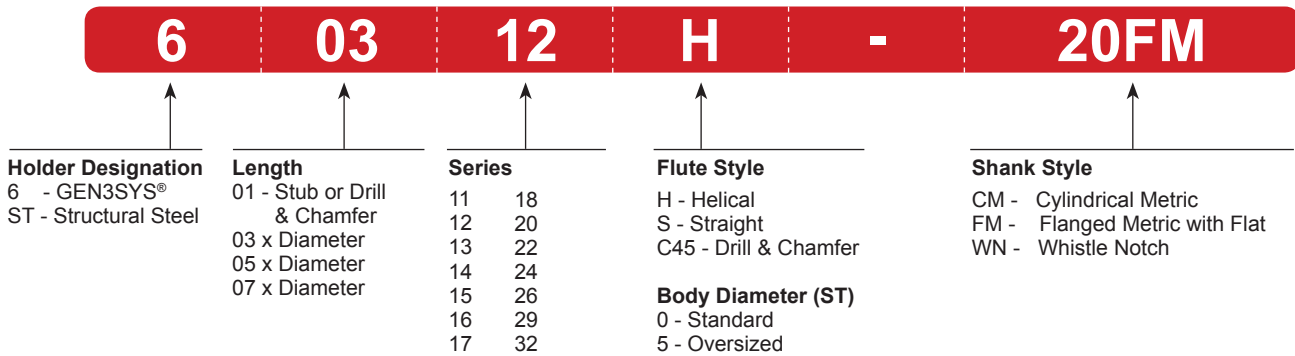 6 03 12 H - 20FM
Holder Designation
6 - GEN3SYS®
ST - Structural Steel
Length
01 - Stub or Drill
& Chamfer
03 x Diameter
05 x Diameter
07 x Diameter
Series
11 18
12 20
13 22
14 24
15 26
16 29
17 32
Flute Style
H - Helical
S - Straight
C45 - Drill & Chamfer
Body Diameter (ST)
0 - Standard
5 - Oversized
Shank Style
CM - Cylindrical Metric
FM - Flanged Metric with Flat
WN - Whistle Notch